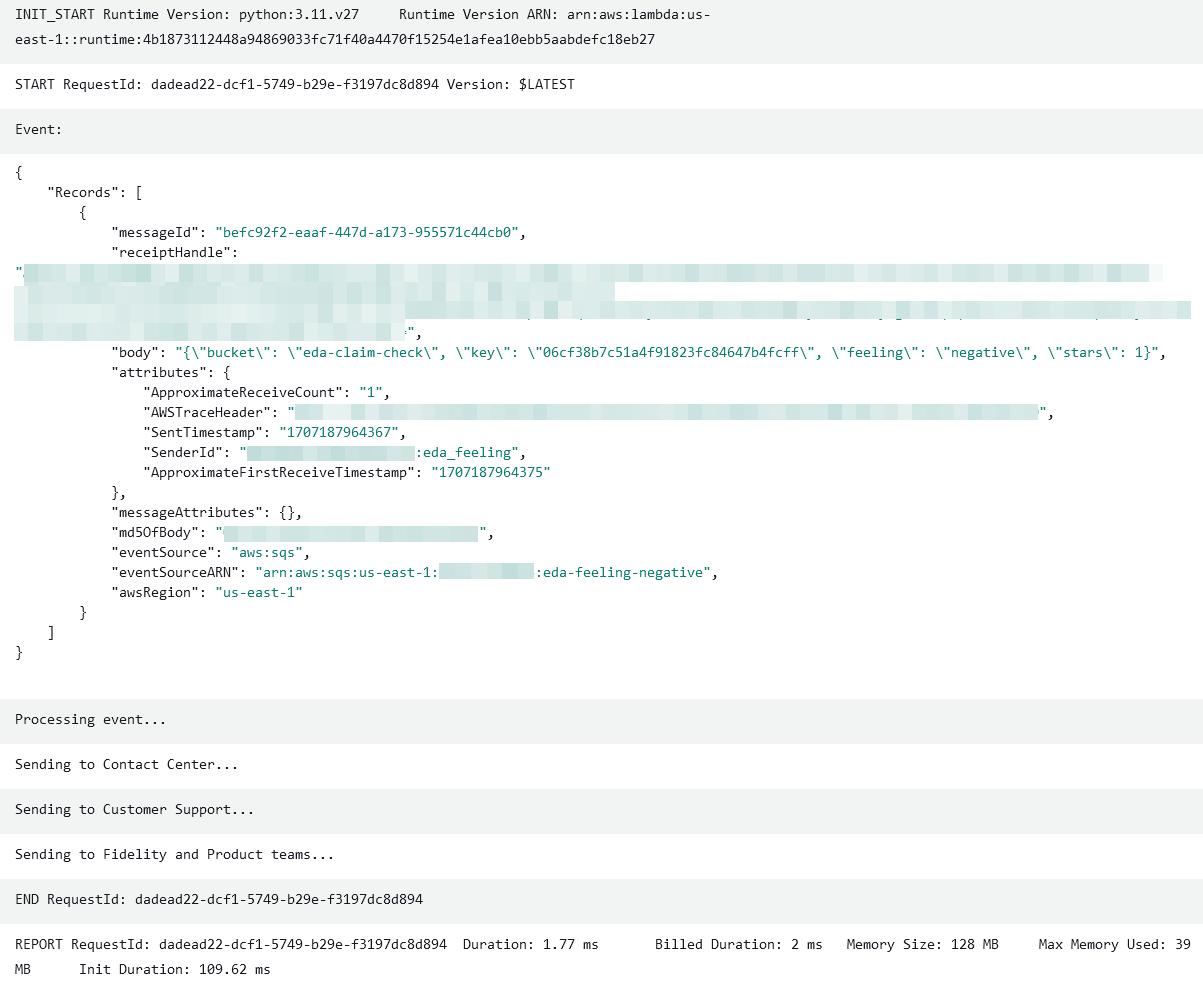 INIT_START Runtime Version: python:3.11.v27     Runtime Version ARN: arn:aws:lambda:us-
east-1::runtime:4b1873112448a94869033fc71f40a4470f15254e1afea10ebb5aabdefc18eb27
START RequestId: dadead22-dcf1-5749-b29e-f3197dc8d894 Version: $LATEST
Event:
{
    "Records": [
        {
            "messageId": "befc92f2-eaaf-447d-a173-955571c44cb0",
            "receiptHandle":
"
",
            "body": "{\"bucket\": \"eda-claim-check\", \"key\": \"06cf38b7c51a4f91823fc84647b4fcff\", \"feeling\": \"negative\", \"stars\": 1}",
            "attributes": {
                "ApproximateReceiveCount": "1",
                "AWSTraceHeader": "",
                "SentTimestamp": "1707187964367",
                "SenderId": ":eda_feeling",
                "ApproximateFirstReceiveTimestamp": "1707187964375"
            },
            "messageAttributes": {},
            "md5OfBody": "",
            "eventSource": "aws:sqs",
            "eventSourceARN": "arn:aws:sqs:us-east-1::eda-feeling-negative",
            "awsRegion": "us-east-1"
        }
    ]
}
Processing event...
Sending to Contact Center...
Sending to Customer Support...
Sending to Fidelity and Product teams...
END RequestId: dadead22-dcf1-5749-b29e-f3197dc8d894
REPORT RequestId: dadead22-dcf1-5749-b29e-f3197dc8d894  Duration: 1.77 ms       Billed Duration: 2 ms   Memory Size: 128 MB     Max Memory Used: 39
MB      Init Duration: 109.62 ms